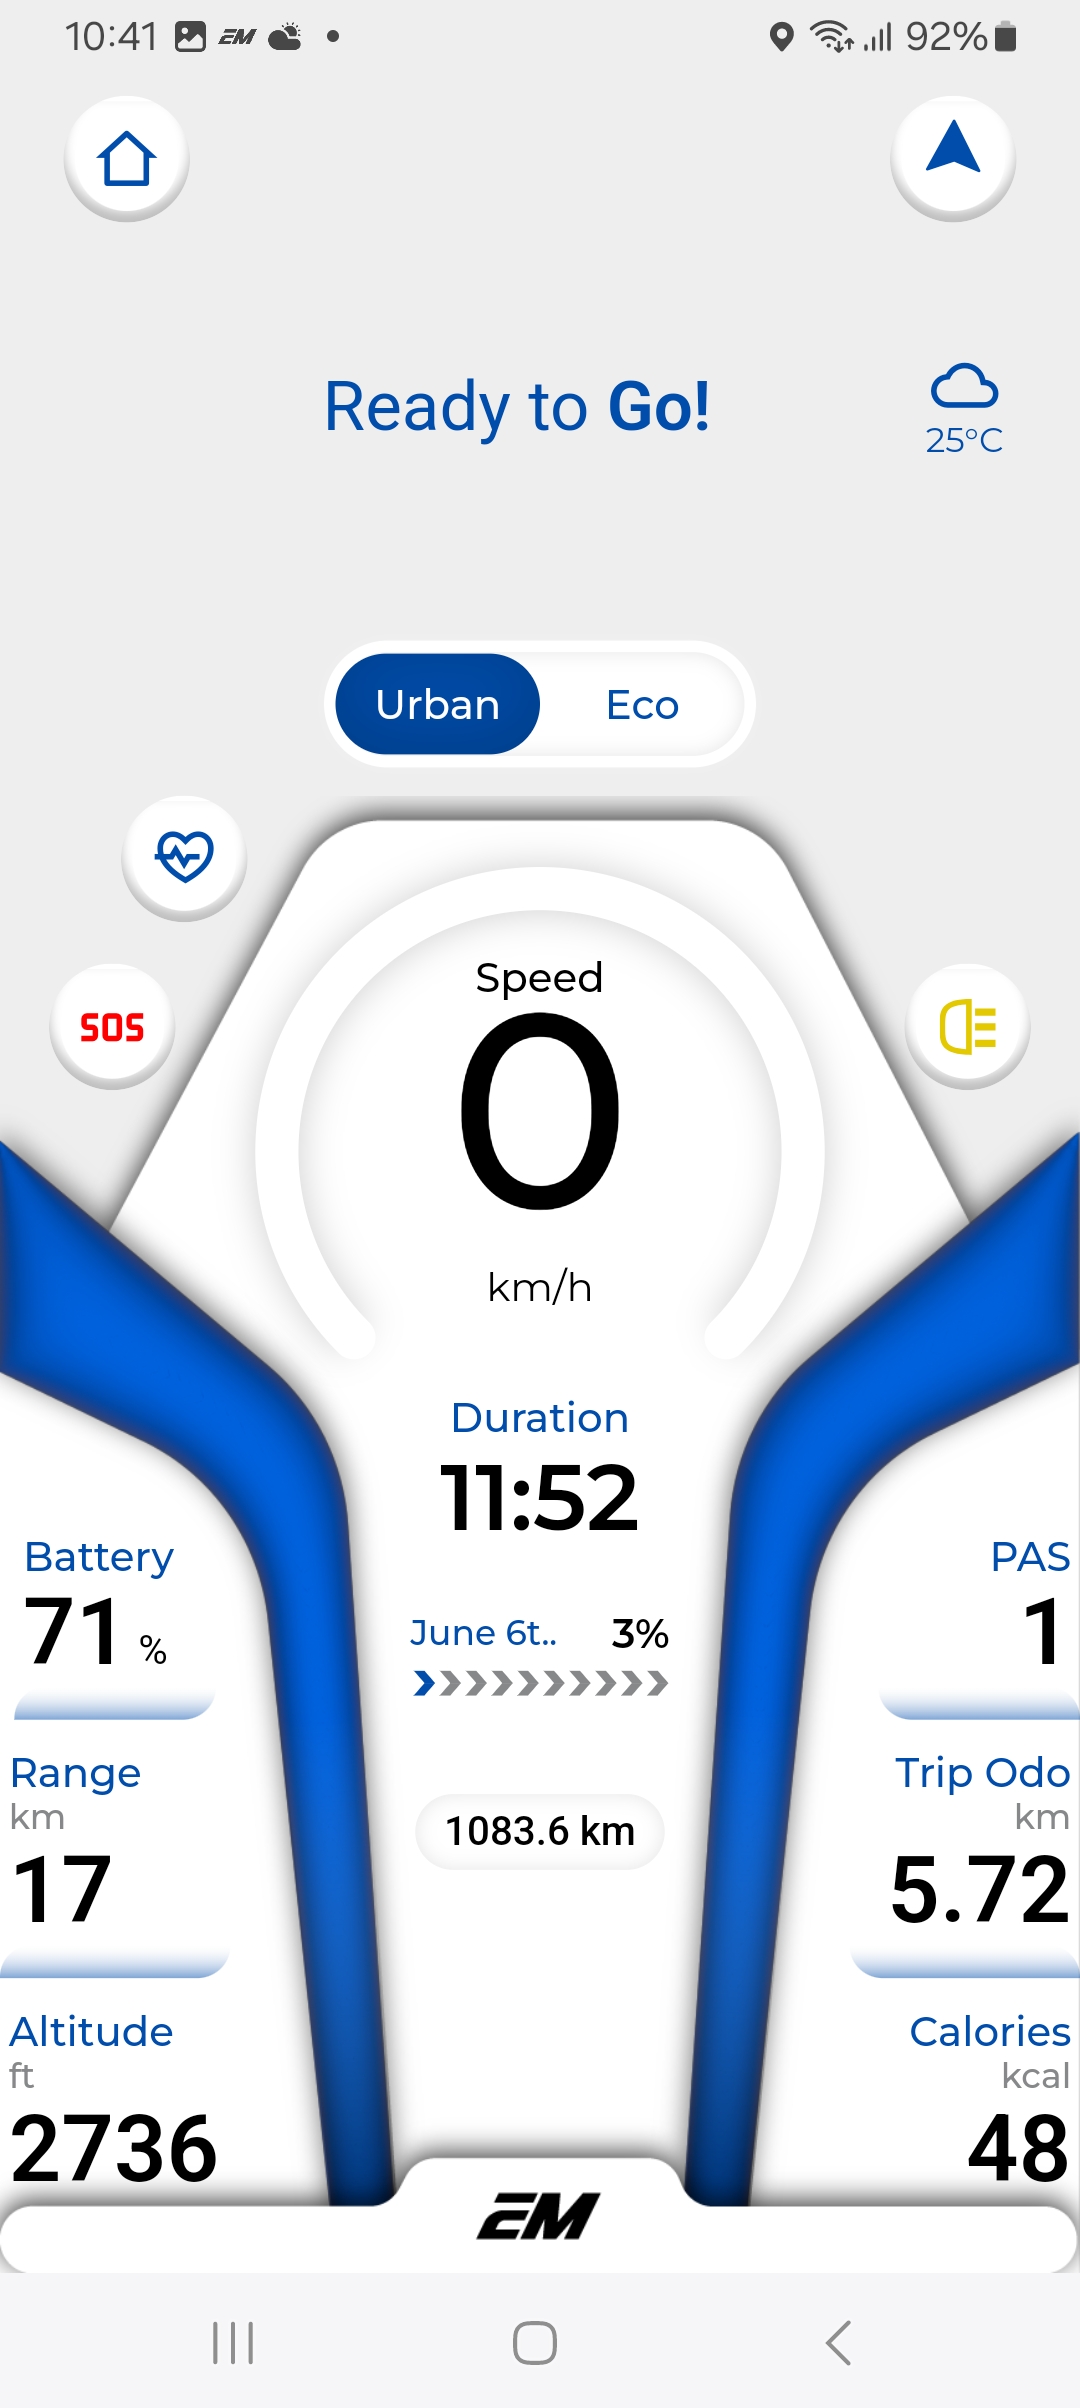 10:41 EM 92%
Ready to Go!
25°C
Urban Eco
Speed
0
km/h
SOS
Duration
11:52
Battery
71 %
PAS
1
June 6t.. 3%
Range
km
17
Trip Odo
km
5.72
1083.6 km
Altitude
ft
2736
Calories
kcal
48
EM